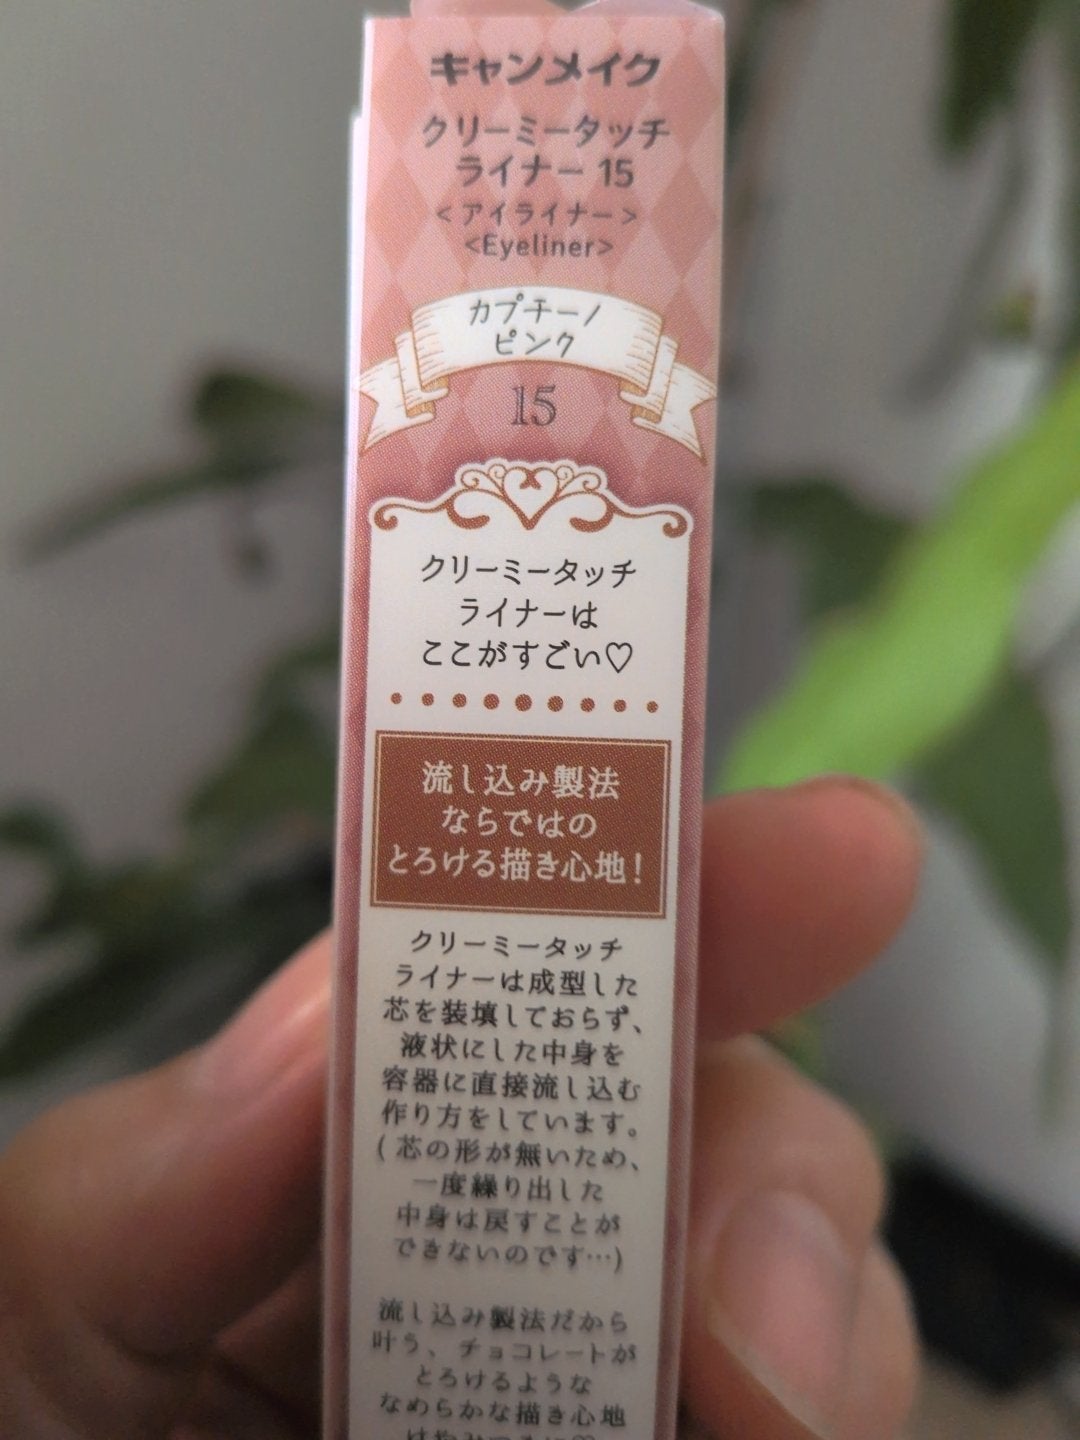 キャンメイク
クリーミータッチ
ライナー 15
<アイライナー>
<Eyeliner>
カプチーノ
ピンク
15
クリーミータッチ
ライナーは
ここがすごい♡
流し込み製法
ならではの
とろける描き心地!
クリーミータッチ
ライナーは成型した
芯を装填しておらず、
液状にした中身を
容器に直接流し込む
作り方をしています。
(芯の形が無いため、
一度繰り出した
中身は戻すことが
できないのです…)
流し込み製法だから
叶う、チョコレートが
とろけるような
なめらかな描き心地